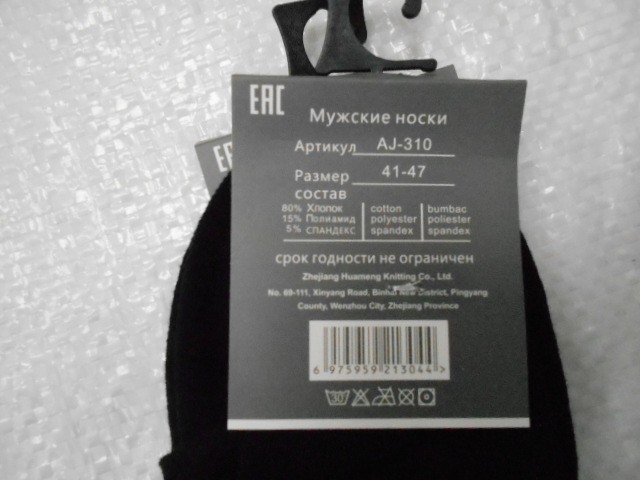 EAC
Мужские носки
Артикул AJ-310
Размер 41-47
состав
80% Хлопок cotton bumbac
15% Полиамид polyester poliester
5% СПАНДЕКС spandex spandex
срок годности не ограничен
Zhejiang Huameng Knitting Co., Ltd.
No. 69-111, Xinyang Road, Binhai New District, Pingyang
County, Wenzhou City, Zhejiang Province
6 975959 213044 >
30